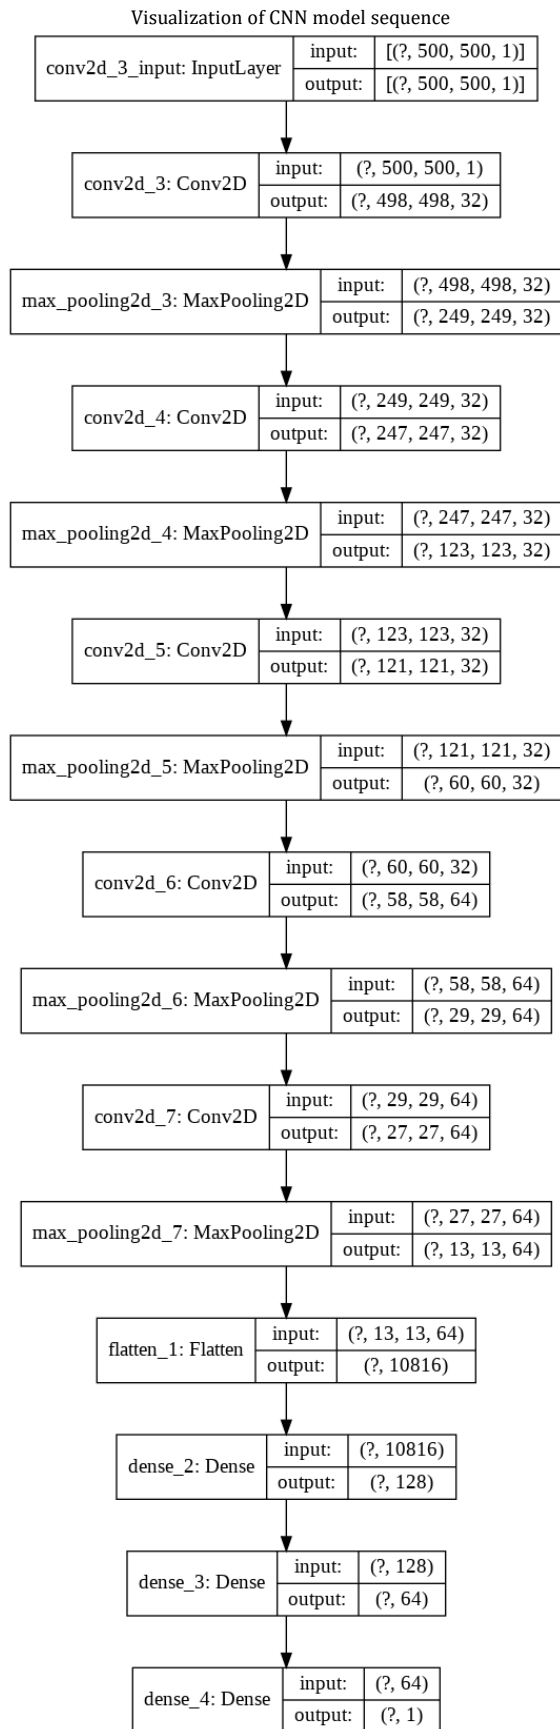 Visualization of CNN model sequence
conv2d_3_input: InputLayer
input: [(?, 500, 500, 1)]
output: [(?, 500, 500, 1)]
conv2d_3: Conv2D
input: (?, 500, 500, 1)
output: (?, 498, 498, 32)
max_pooling2d_3: MaxPooling2D
input: (?, 498, 498, 32)
output: (?, 249, 249, 32)
conv2d_4: Conv2D
input: (?, 249, 249, 32)
output: (?, 247, 247, 32)
max_pooling2d_4: MaxPooling2D
input: (?, 247, 247, 32)
output: (?, 123, 123, 32)
conv2d_5: Conv2D
input: (?, 123, 123, 32)
output: (?, 121, 121, 32)
max_pooling2d_5: MaxPooling2D
input: (?, 121, 121, 32)
output: (?, 60, 60, 32)
conv2d_6: Conv2D
input: (?, 60, 60, 32)
output: (?, 58, 58, 64)
max_pooling2d_6: MaxPooling2D
input: (?, 58, 58, 64)
output: (?, 29, 29, 64)
conv2d_7: Conv2D
input: (?, 29, 29, 64)
output: (?, 27, 27, 64)
max_pooling2d_7: MaxPooling2D
input: (?, 27, 27, 64)
output: (?, 13, 13, 64)
flatten_1: Flatten
input: (?, 13, 13, 64)
output: (?, 10816)
dense_2: Dense
input: (?, 10816)
output: (?, 128)
dense_3: Dense
input: (?, 128)
output: (?, 64)
dense_4: Dense
input: (?, 64)
output: (?, 1)